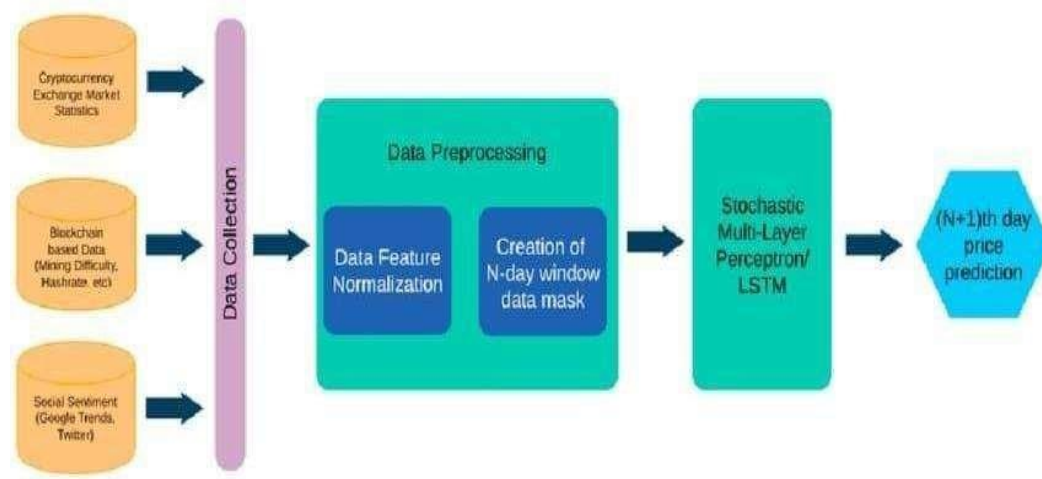 Cryptocurrency
Exchange Market
Statistics
Blockchain
based Data
(Mining Difficulty,
Hashrate, etc)
Social Sentiment
(Google Trends,
Twitter)
Data Collection
Data Preprocessing
Data Feature
Normalization
Creation of
N-day window
data mask
Stochastic
Multi-Layer
Perceptron/
LSTM
(N+1)th day
price
prediction